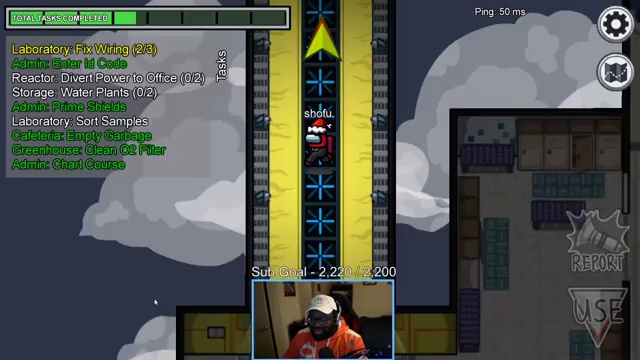 TOTAL TASKS COMPLETED
Ping: 50 ms
Laboratory: Fix Wiring (2/3)
Admin: Enter Id Code
Reactor: Divert Power to Office (0/2)
Storage: Water Plants (0/2)
Admin: Prime Shields
Laboratory: Sort Samples
Cafeteria: Empty Garbage
Greenhouse: Clean O2 Filter
Admin: Chart Course
Tasks
shofu.
REPORT
USE
Sub Goal - 2,220 / 2,200